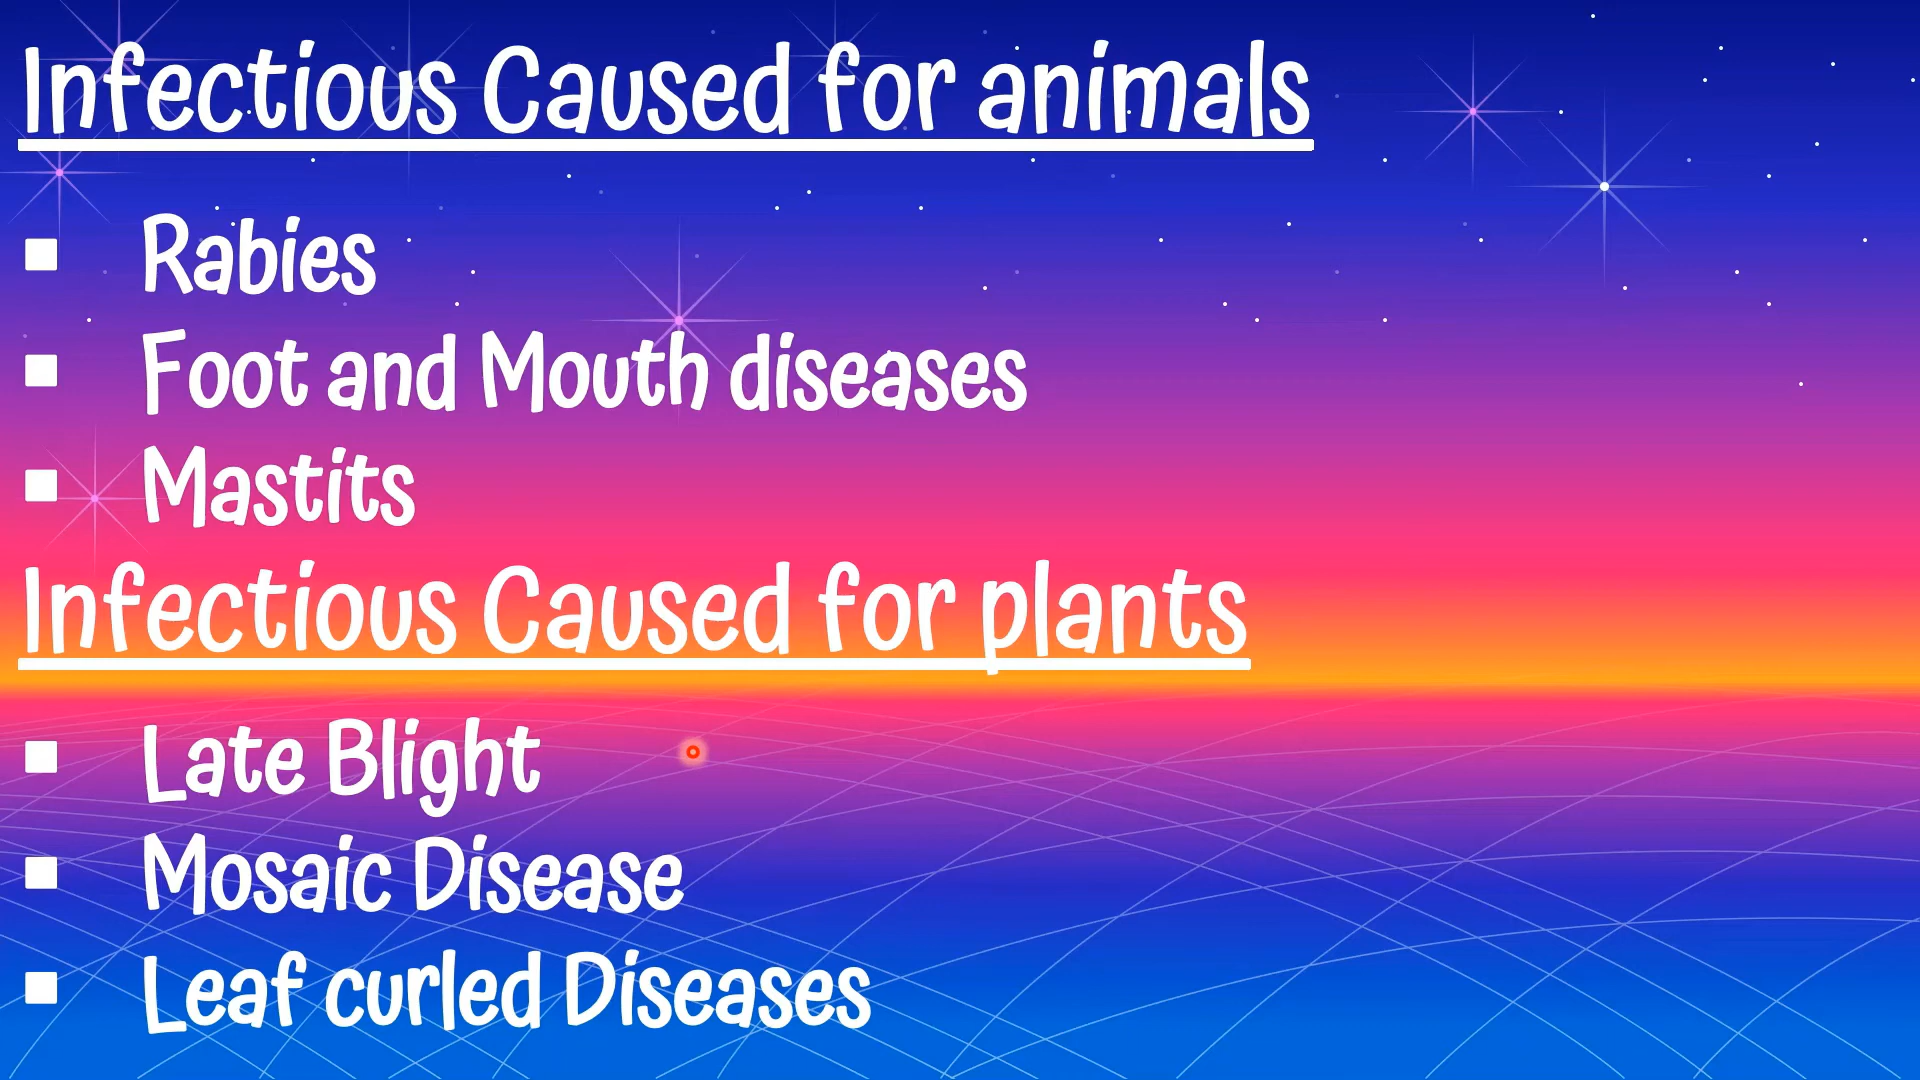 Infectious Caused for animals
▪ Rabies
▪ Foot and Mouth diseases
▪ Mastits
Infectious Caused for plants
▪ Late Blight
▪ Mosaic Disease
▪ Leaf curled Diseases